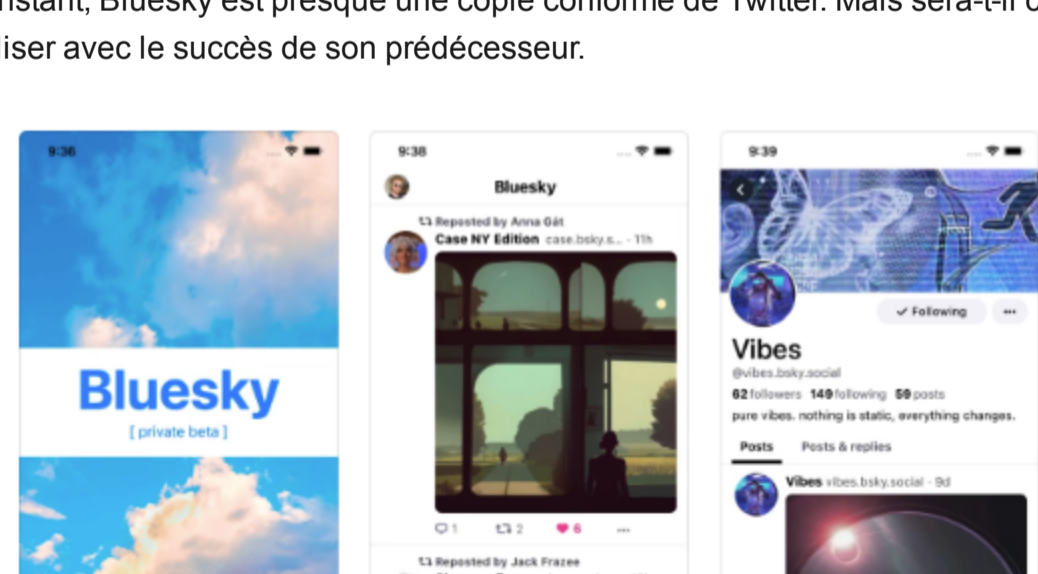 nstant, Bluesky est presque une copie conforme de Twitter. Mais sera-t-il
liser avec le succès de son prédécesseur.
9:36
Bluesky
[ private beta ]
9:38
Bluesky
Reposted by Anna Gát
Case NY Edition case.bsky.s... · 11h
1 2 6 ...
Reposted by Jack Frazee
9:39
✓ Following ...
Vibes
@vibes.bsky.social
62 followers 149 following 59 posts
pure vibes. nothing is static, everything changes.
Posts Posts & replies
Vibes vibes.bsky.social · 9d